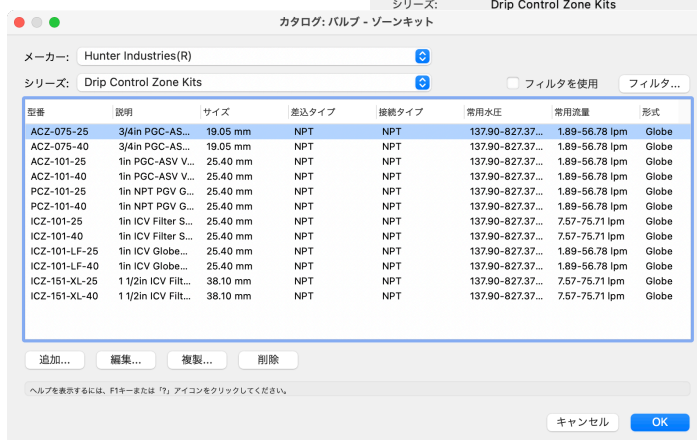 シリーズ: Drip Control Zone Kits
カタログ: バルブ - ゾーンキット
メーカー: Hunter Industries(R)
シリーズ: Drip Control Zone Kits フィルタを使用 フィルタ...
型番 説明 サイズ 差込タイプ 接続タイプ 常用水圧 常用流量 形式
ACZ-075-25 3/4in PGC-AS... 19.05 mm NPT NPT 137.90-827.37... 1.89-56.78 lpm Globe
ACZ-075-40 3/4in PGC-AS... 19.05 mm NPT NPT 137.90-827.37... 1.89-56.78 lpm Globe
ACZ-101-25 1in PGC-ASV V... 25.40 mm NPT NPT 137.90-827.37... 1.89-56.78 lpm Globe
ACZ-101-40 1in PGC-ASV V... 25.40 mm NPT NPT 137.90-827.37... 1.89-56.78 lpm Globe
PCZ-101-25 1in NPT PGV G... 25.40 mm NPT NPT 137.90-827.37... 1.89-56.78 lpm Globe
PCZ-101-40 1in NPT PGV G... 25.40 mm NPT NPT 137.90-827.37... 1.89-56.78 lpm Globe
ICZ-101-25 1in ICV Filter S... 25.40 mm NPT NPT 137.90-827.37... 7.57-75.71 lpm Globe
ICZ-101-40 1in ICV Filter S... 25.40 mm NPT NPT 137.90-827.37... 7.57-75.71 lpm Globe
ICZ-101-LF-25 1in ICV Globe... 25.40 mm NPT NPT 137.90-827.37... 1.89-56.78 lpm Globe
ICZ-101-LF-40 1in ICV Globe... 25.40 mm NPT NPT 137.90-827.37... 1.89-56.78 lpm Globe
ICZ-151-XL-25 1 1/2in ICV Filt... 38.10 mm NPT NPT 137.90-827.37... 7.57-75.71 lpm Globe
ICZ-151-XL-40 1 1/2in ICV Filt... 38.10 mm NPT NPT 137.90-827.37... 7.57-75.71 lpm Globe
追加... 編集... 複製... 削除
ヘルプを表示するには、F1キーまたは「?」アイコンをクリックしてください。
キャンセル OK